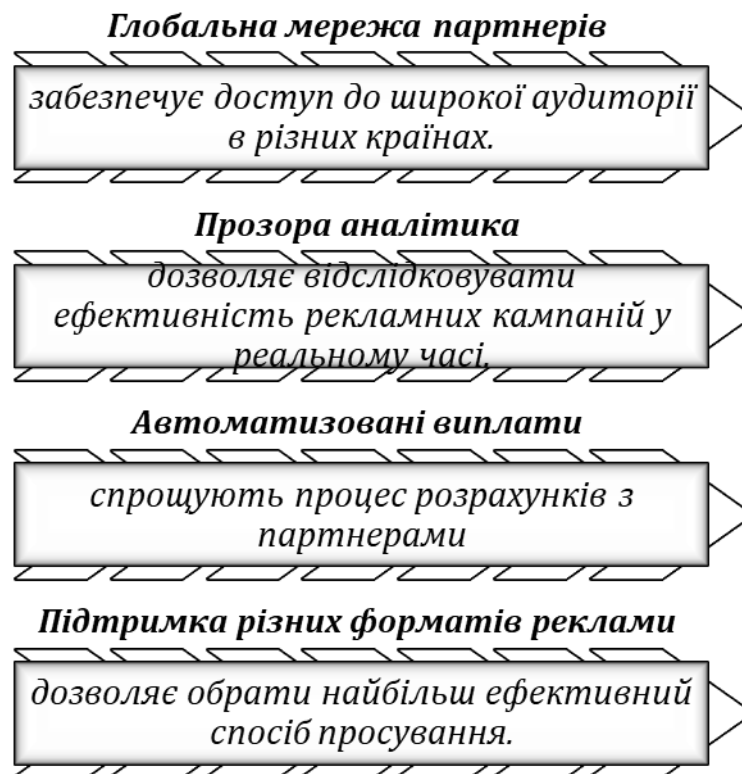 Глобальна мережа партнерів
забезпечує доступ до широкої аудиторії
в різних країнах.
Прозора аналітика
дозволяє відслідковувати
ефективність рекламних кампаній у
реальному часі.
Автоматизовані виплати
спрощують процес розрахунків з
партнерами
Підтримка різних форматів реклами
дозволяє обрати найбільш ефективний
спосіб просування.